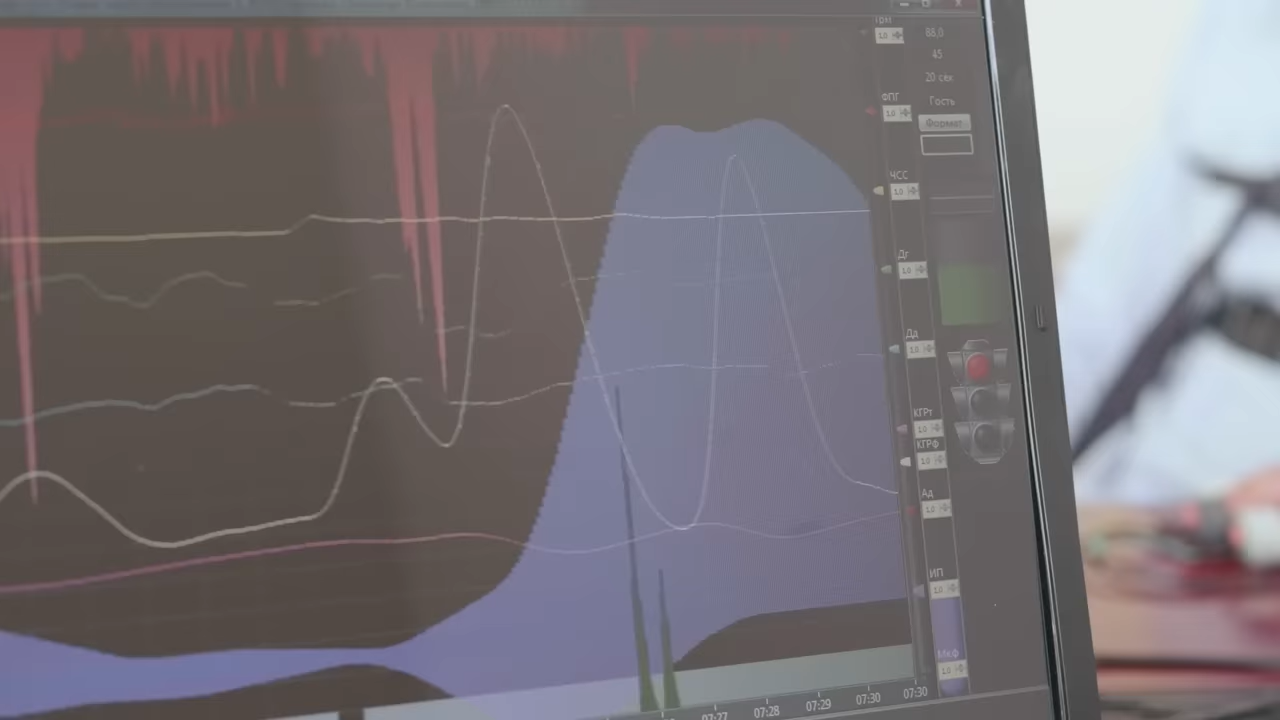 88,0
45
20 сек
Гость
Формат
ФПГ
1.0
ЧСС
1.0
Дг
1.0
Дд
1.0
КГРт
1.0
КГРф
1.0
Ад
1.0
ИП
1.0
1.0
07:27
07:28
07:29
07:30
07:30